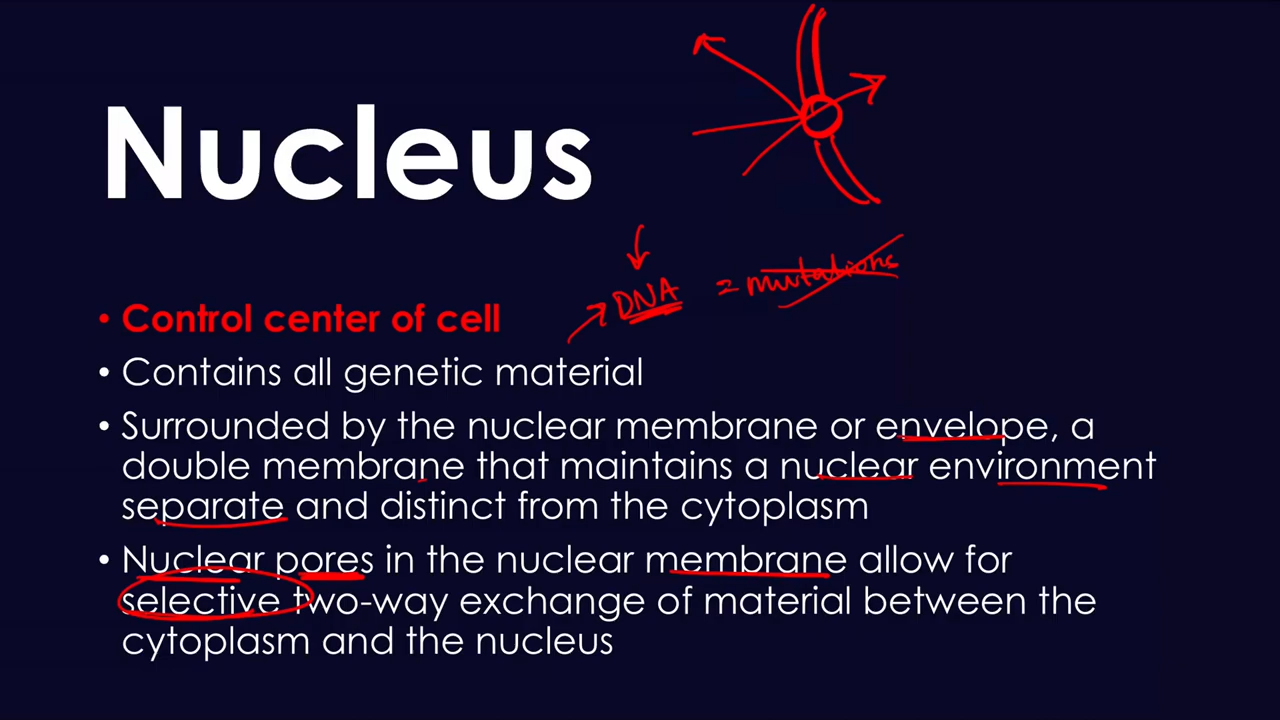 Nucleus
DNA = mutations
• Control center of cell
• Contains all genetic material
• Surrounded by the nuclear membrane or envelope, a
double membrane that maintains a nuclear environment
separate and distinct from the cytoplasm
• Nuclear pores in the nuclear membrane allow for
selective two-way exchange of material between the
cytoplasm and the nucleus